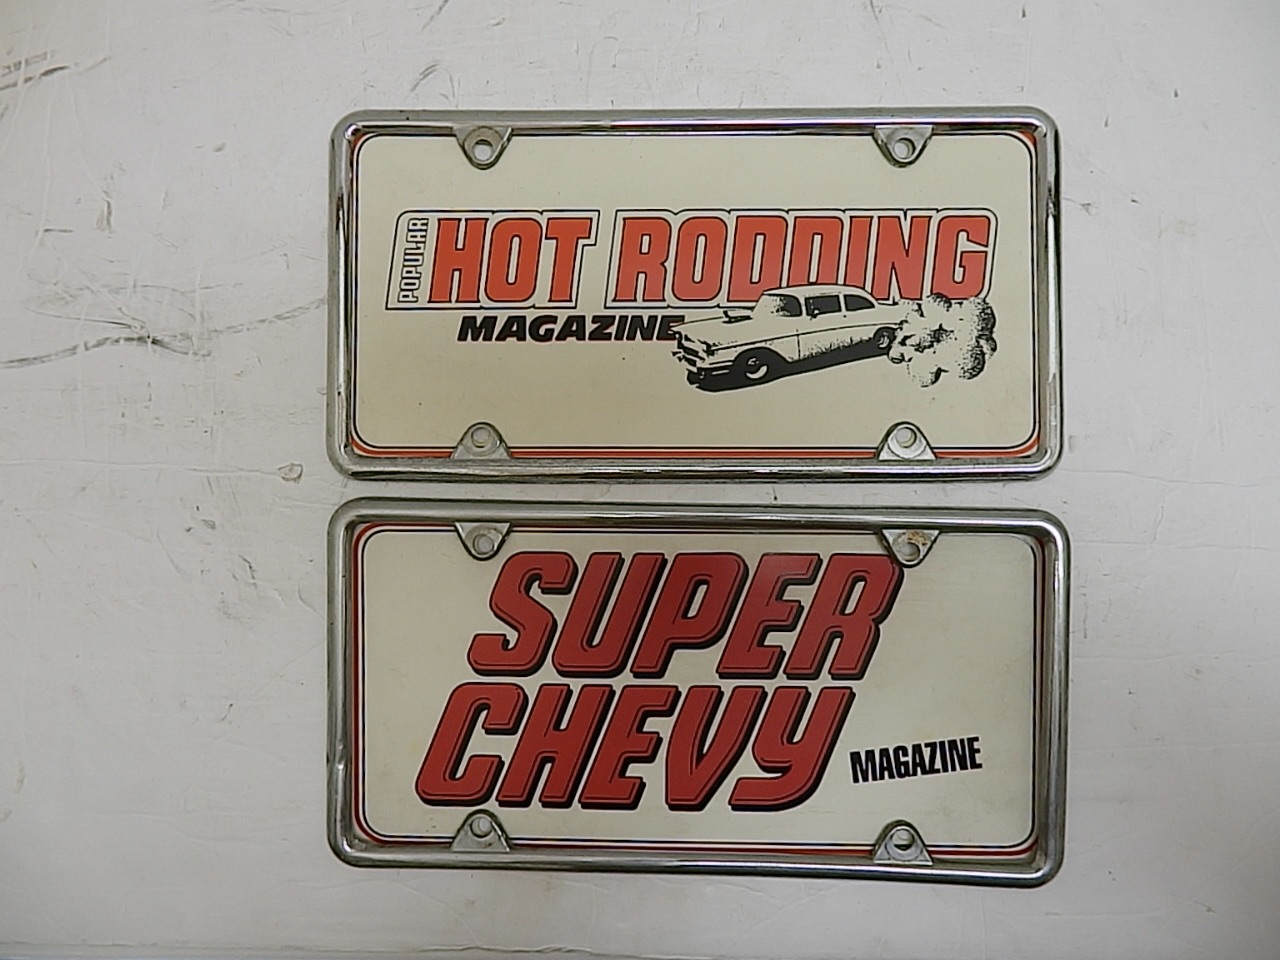 POPULAR
HOT RODDING
MAGAZINE
SUPER
CHEVY
MAGAZINE